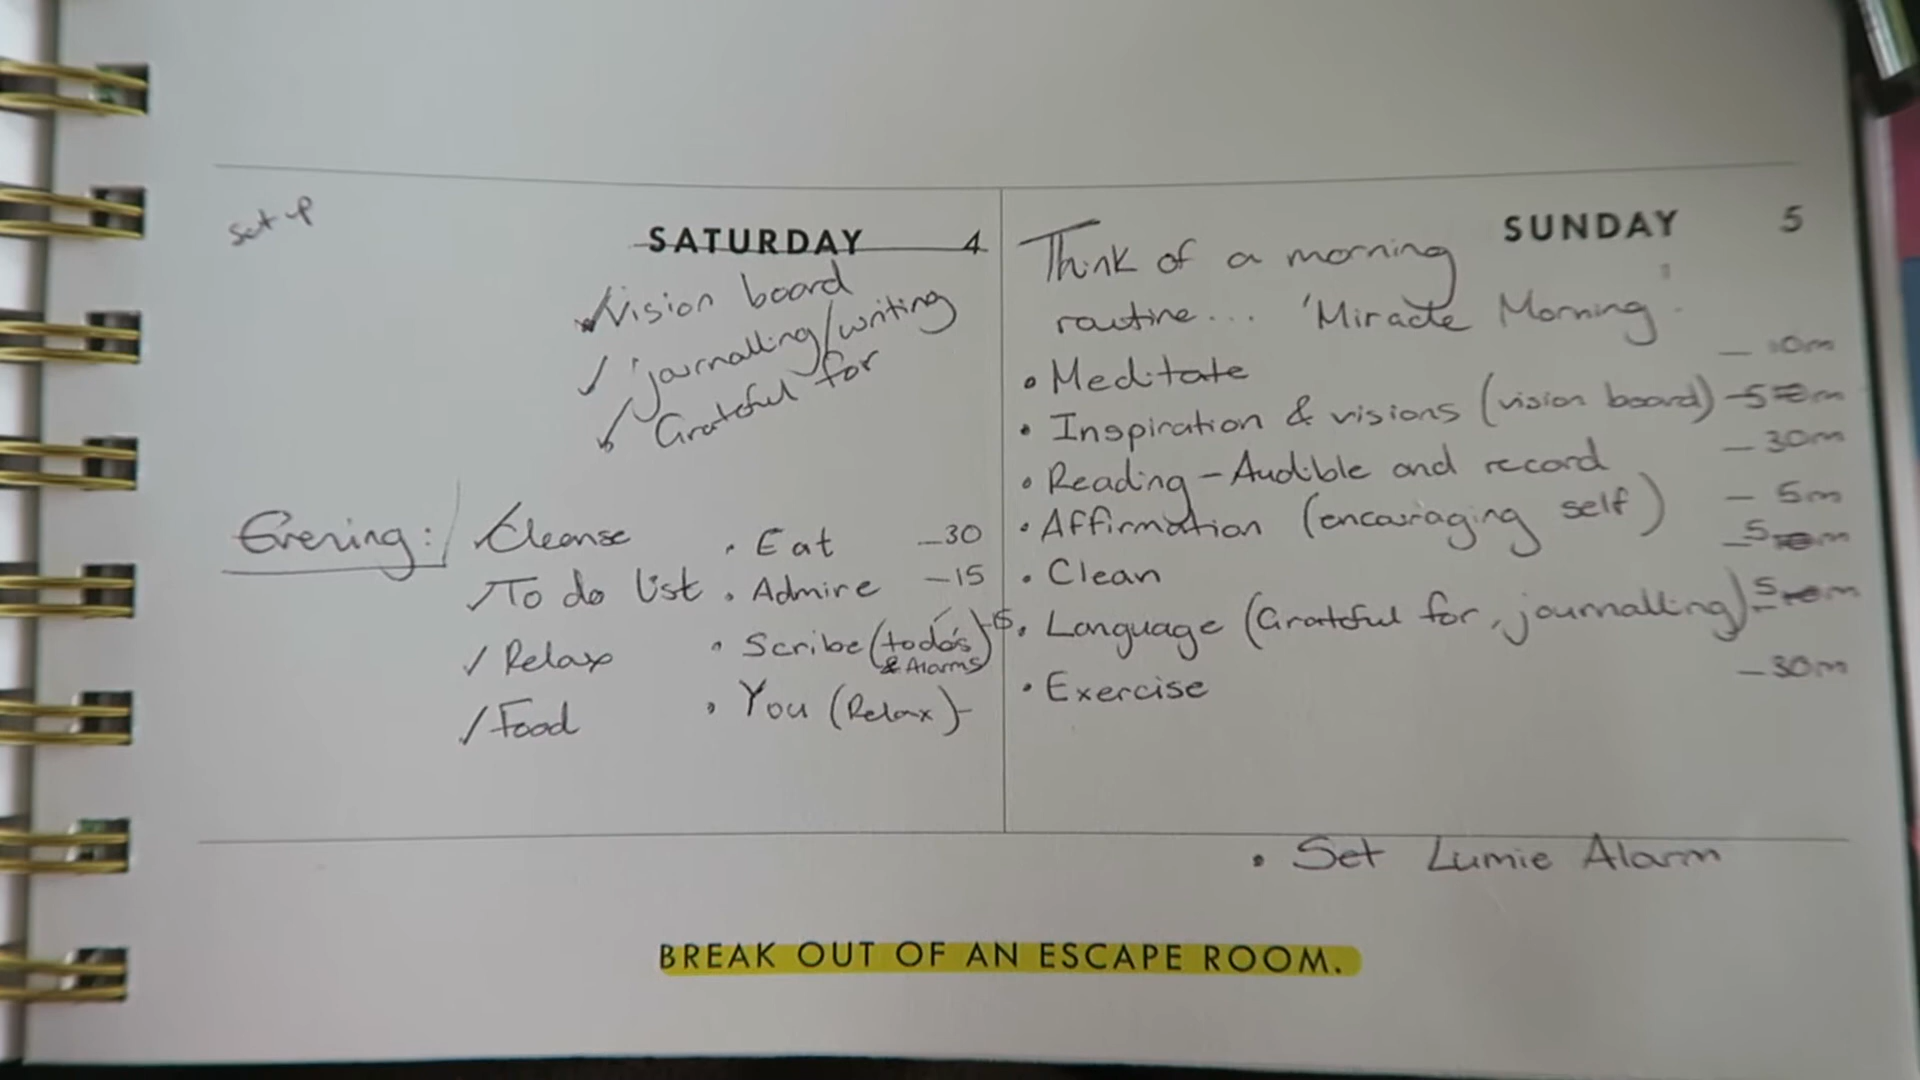 Set up
SATURDAY 4
Vision board
journalling/writing
Grateful for
Evening: Cleanse
To do list
Relax
Food
• Eat —30
• Admire —15
• Scribe (todo's & Alarms) -15
• You (Relax) -
SUNDAY 5
Think of a morning
routine... 'Miracle Morning'
• Meditate — 10m
• Inspiration & visions (vision board) — 5m
• Reading - Audible and record — 30m
• Affirmation (encouraging self) — 5m
• Clean — 5m
• Language (Grateful for, journalling) 5m
• Exercise — 30m
• Set Lumie Alarm
BREAK OUT OF AN ESCAPE ROOM.